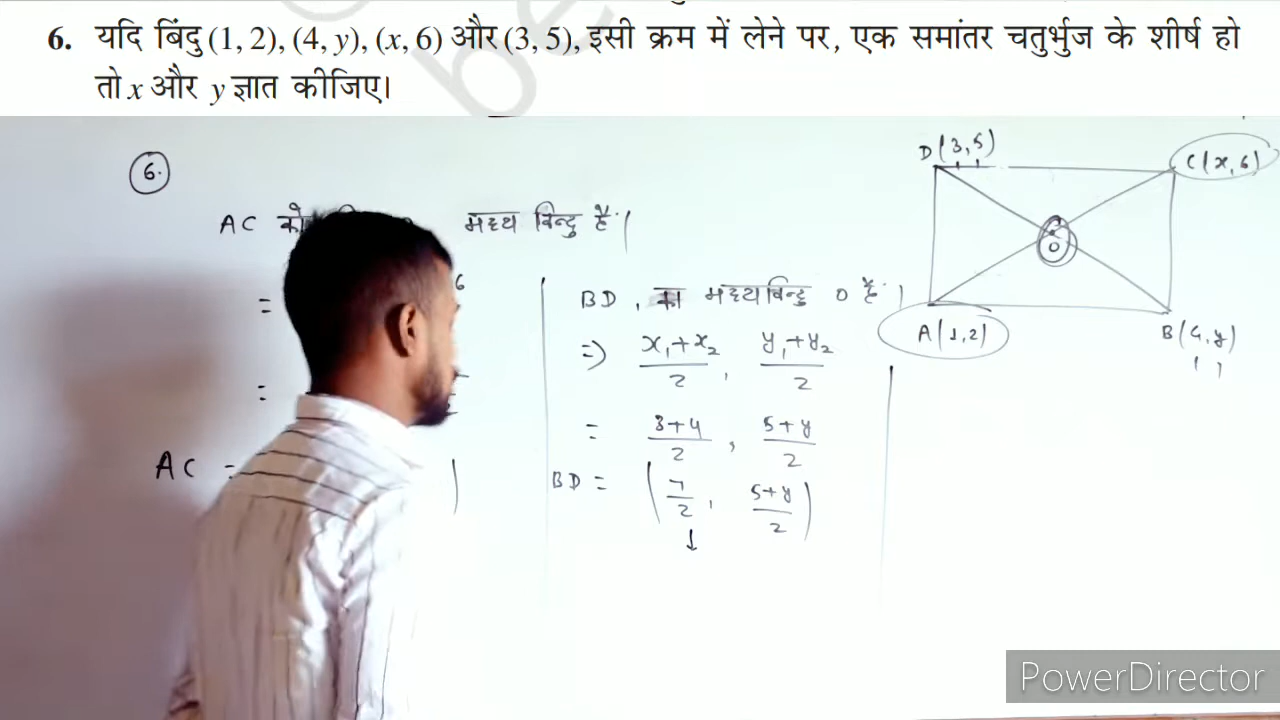 6. यदि बिंदु (1, 2), (4, y), (x, 6) और (3, 5), इसी क्रम में लेने पर, एक समांतर चतुर्भुज के शीर्ष हो
तो x और y ज्ञात कीजिए।
6.
D(3,5)
C(x,6)
AC को मध्य बिन्दु है।
O
= 6
BD, का मध्यबिन्दु O है।
A(1,2)
B(4,y)
=) x₁+x₂/2, y₁+y₂/2
=
= 3+4/2, 5+y/2
AC =
BD = (7/2, 5+y/2)
↓
PowerDirector